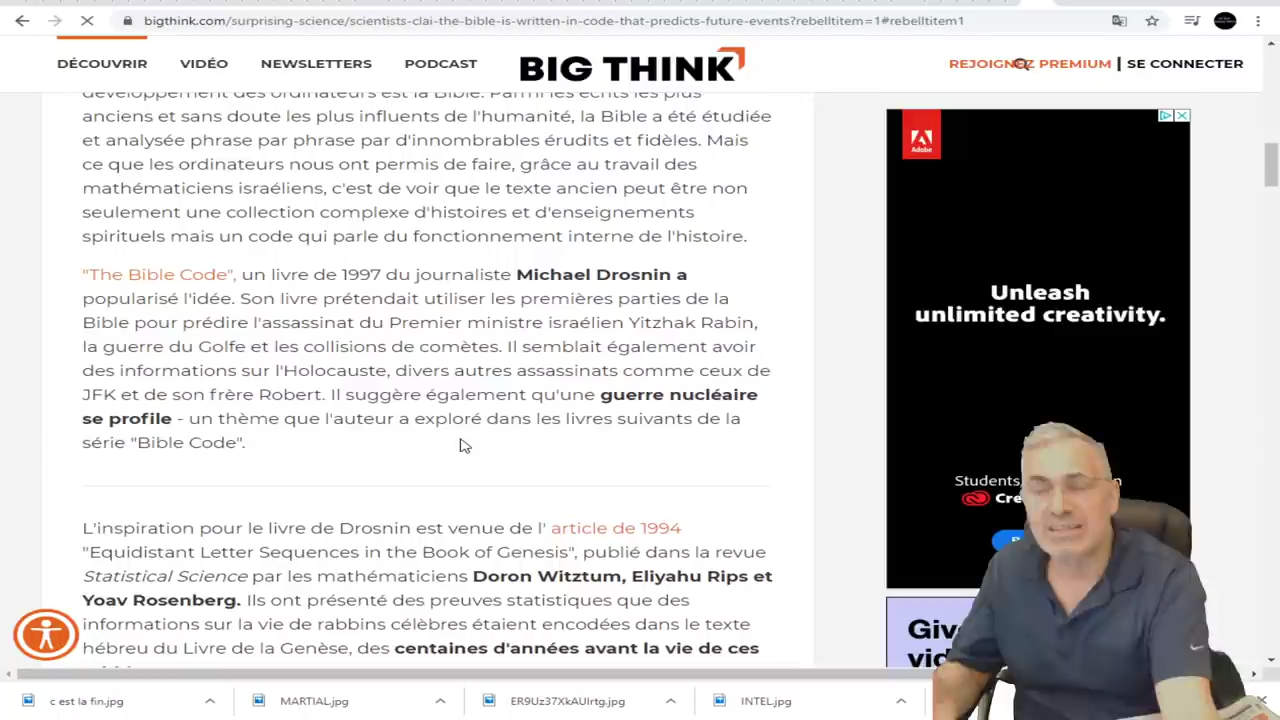 bigthink.com/surprising-science/scientists-clai-the-bible-is-written-in-code-that-predicts-future-events?rebelltitem=1#rebelltitem1
DÉCOUVRIR VIDÉO NEWSLETTERS PODCAST BIG THINK REJOIGNEZ PREMIUM | SE CONNECTER
développement des ordinateurs est la Bible. Parmi les écrits les plus
anciens et sans doute les plus influents de l'humanité, la Bible a été étudiée
et analysée phrase par phrase par d'innombrables érudits et fidèles. Mais
ce que les ordinateurs nous ont permis de faire, grâce au travail des
mathématiciens israéliens, c'est de voir que le texte ancien peut être non
seulement une collection complexe d'histoires et d'enseignements
spirituels mais un code qui parle du fonctionnement interne de l'histoire.
"The Bible Code", un livre de 1997 du journaliste Michael Drosnin a
popularisé l'idée. Son livre prétendait utiliser les premières parties de la
Bible pour prédire l'assassinat du Premier ministre israélien Yitzhak Rabin,
la guerre du Golfe et les collisions de comètes. Il semblait également avoir
des informations sur l'Holocauste, divers autres assassinats comme ceux de
JFK et de son frère Robert. Il suggère également qu'une guerre nucléaire
se profile - un thème que l'auteur a exploré dans les livres suivants de la
série "Bible Code".
L'inspiration pour le livre de Drosnin est venue de l' article de 1994
"Equidistant Letter Sequences in the Book of Genesis", publié dans la revue
Statistical Science par les mathématiciens Doron Witztum, Eliyahu Rips et
Yoav Rosenberg. Ils ont présenté des preuves statistiques que des
informations sur la vie de rabbins célèbres étaient encodées dans le texte
hébreu du Livre de la Genèse, des centaines d'années avant la vie de ces
Adobe
Unleash
unlimited creativity.
Students
c est la fin.jpg MARTIAL.jpg ER9Uz37XkAUIrtg.jpg INTEL.jpg